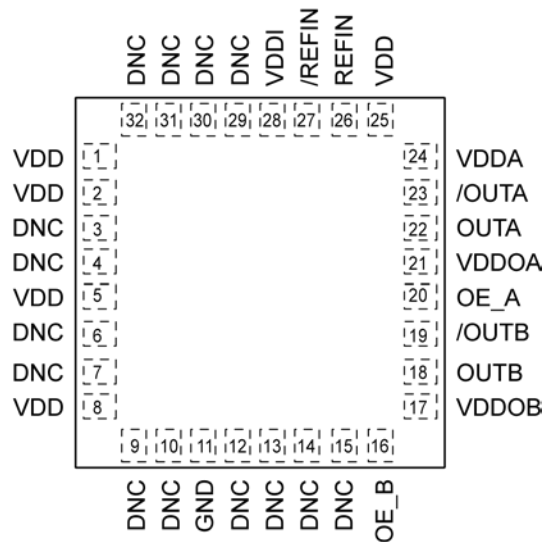 DNC DNC DNC DNC VDDI /REFIN REFIN VDD
32 31 30 29 28 27 26 25
VDD 1 24 VDDA
VDD 2 23 /OUTA
DNC 3 22 OUTA
DNC 4 21 VDDOA
VDD 5 20 OE_A
DNC 6 19 /OUTB
DNC 7 18 OUTB
VDD 8 17 VDDOB
9 10 11 12 13 14 15 16
DNC DNC GND DNC DNC DNC DNC OE_B